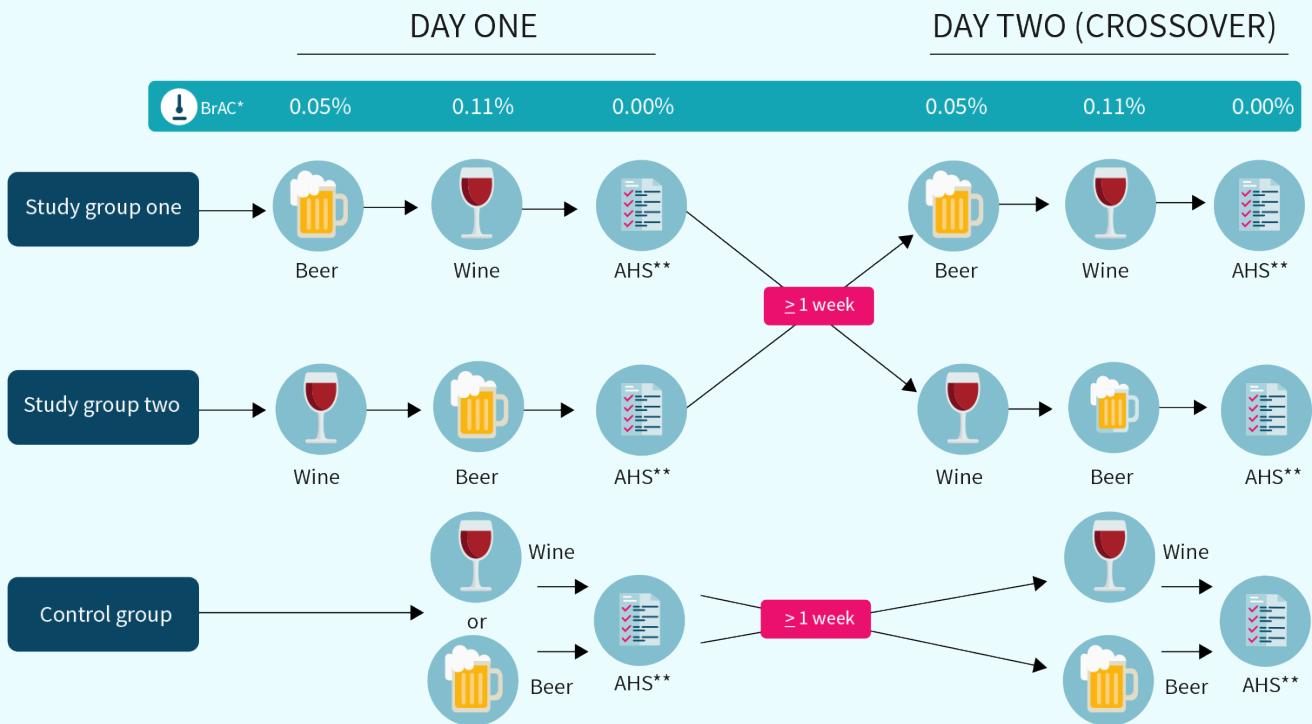 DAY ONE
DAY TWO (CROSSOVER)
BrAC* 0.05% 0.11% 0.00% 0.05% 0.11% 0.00%
Study group one
Beer Wine AHS** Beer Wine AHS**
≥ 1 week
Study group two
Wine Beer AHS** Wine Beer AHS**
Control group
Wine
or
Beer
AHS**
≥ 1 week
Wine
Beer
AHS**